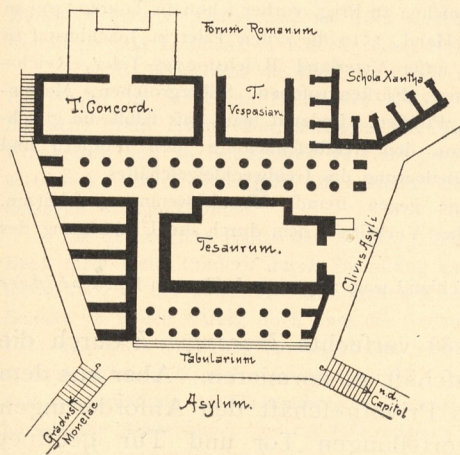 Forum Romanum
Schola Xantha
T. Concord.
T.
Vespasian
Tesaurum.
Clivus Asyli
Tabularium
Asylum.
Gradus
Monetae
n.d.
Capitol